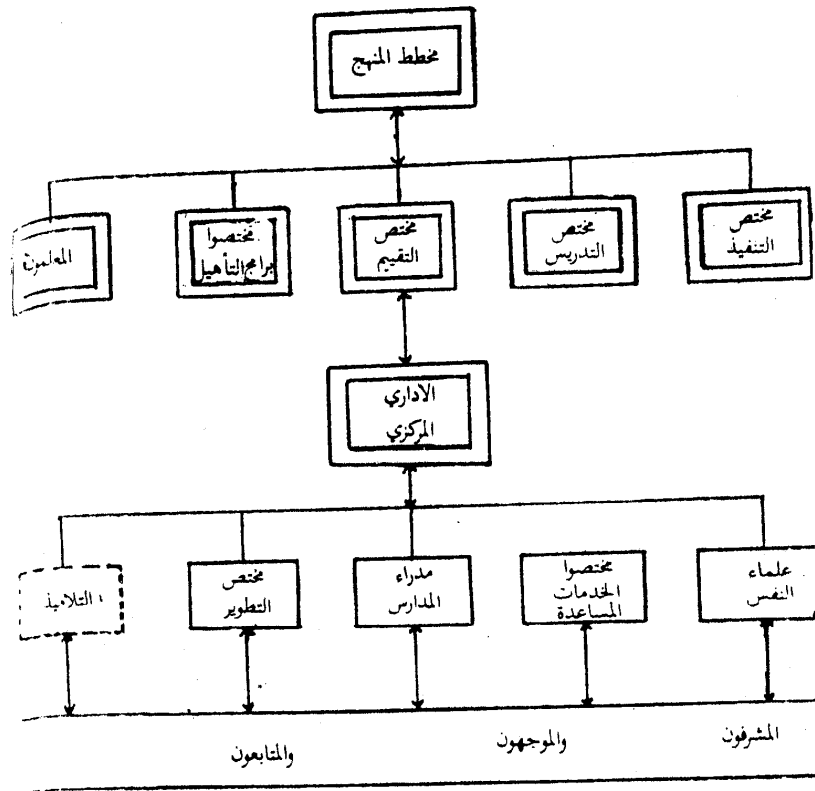 مخطط المنهج
مختص
التنفيذ
مختص
التدريس
مختص
التقييم
مختصوا
برامج التأهيل
المعلمون
الاداري
المركزي
علماء
النفس
مختصوا
الخدمات
المساعدة
مدراء
المدارس
مختص
التطوير
التلاميذ
المشرفون والموجهون والمتابعون